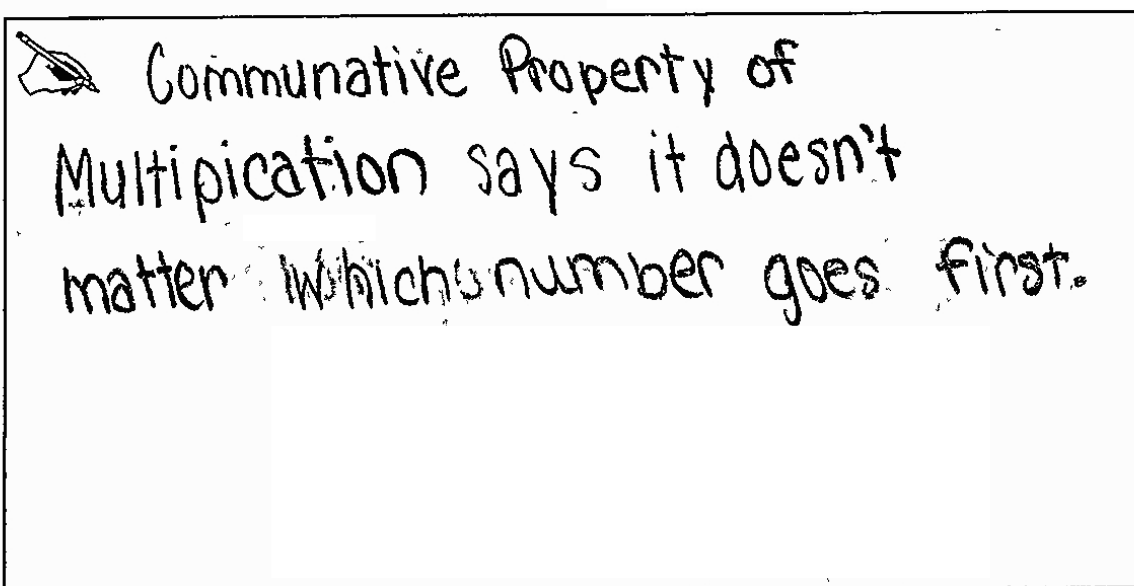 Communative Property of
Multipication says it doesn't
matter which number goes first.